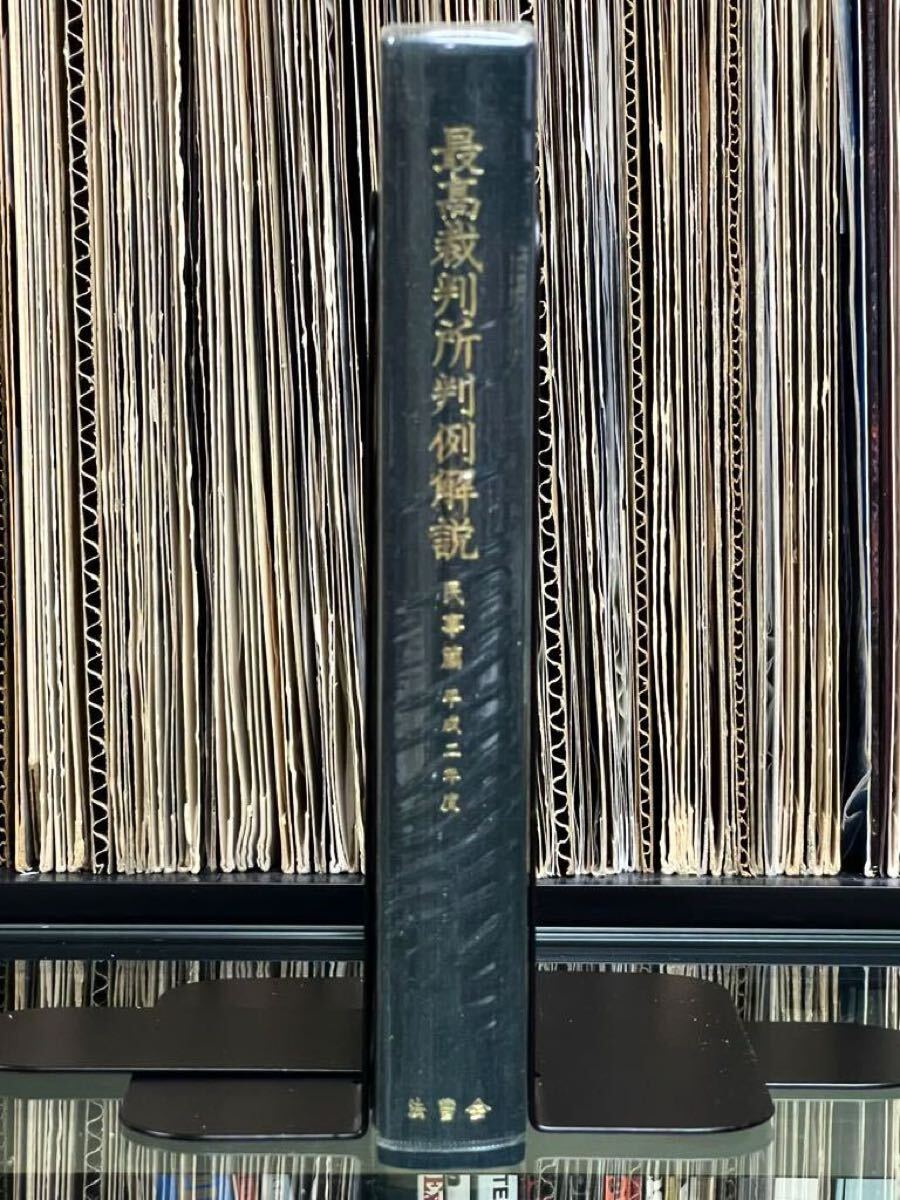 最高裁判所判例解説
民事篇 平成二年度
法曹会